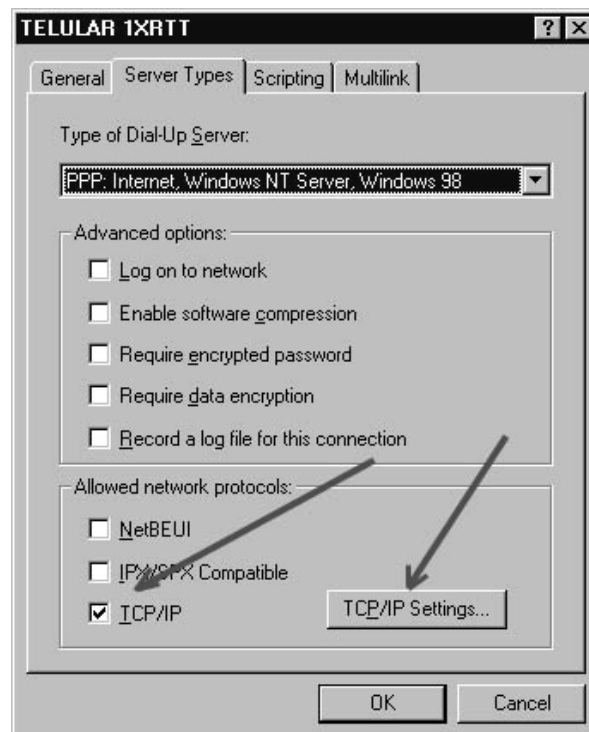 TELULAR 1XRTT
General Server Types Scripting Multilink
Type of Dial-Up Server:
PPP: Internet, Windows NT Server, Windows 98
Advanced options:
Log on to network
Enable software compression
Require encrypted password
Require data encryption
Record a log file for this connection
Allowed network protocols:
NetBEUI
IPX/SPX Compatible
TCP/IP
TCP/IP Settings...
OK Cancel